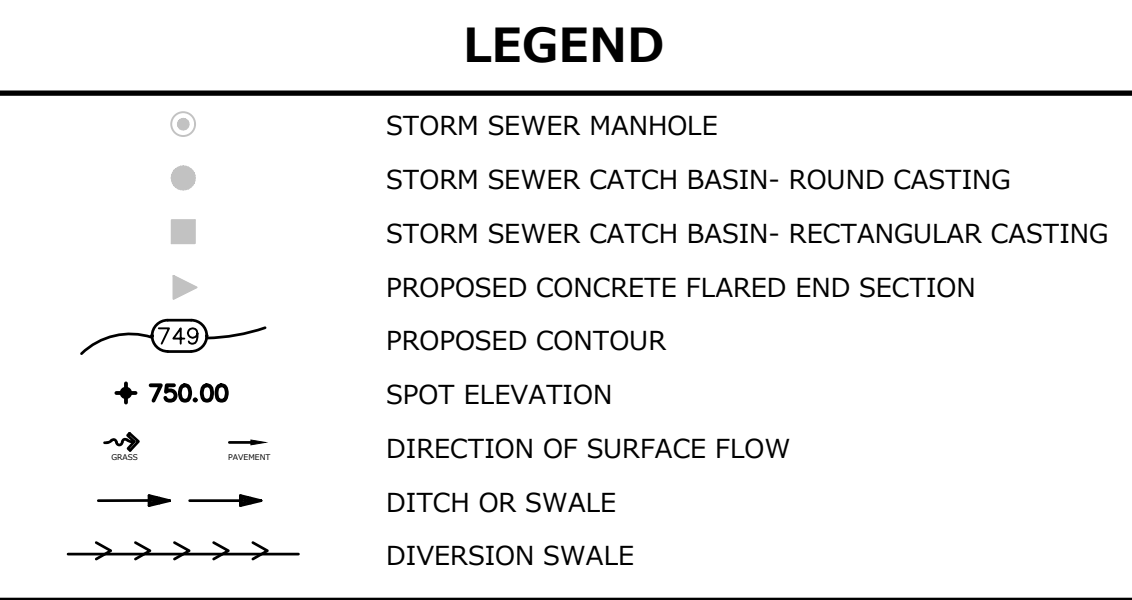 LEGEND
STORM SEWER MANHOLE
STORM SEWER CATCH BASIN- ROUND CASTING
STORM SEWER CATCH BASIN- RECTANGULAR CASTING
PROPOSED CONCRETE FLARED END SECTION
749 PROPOSED CONTOUR
750.00 SPOT ELEVATION
GRASS PAVEMENT DIRECTION OF SURFACE FLOW
DITCH OR SWALE
DIVERSION SWALE